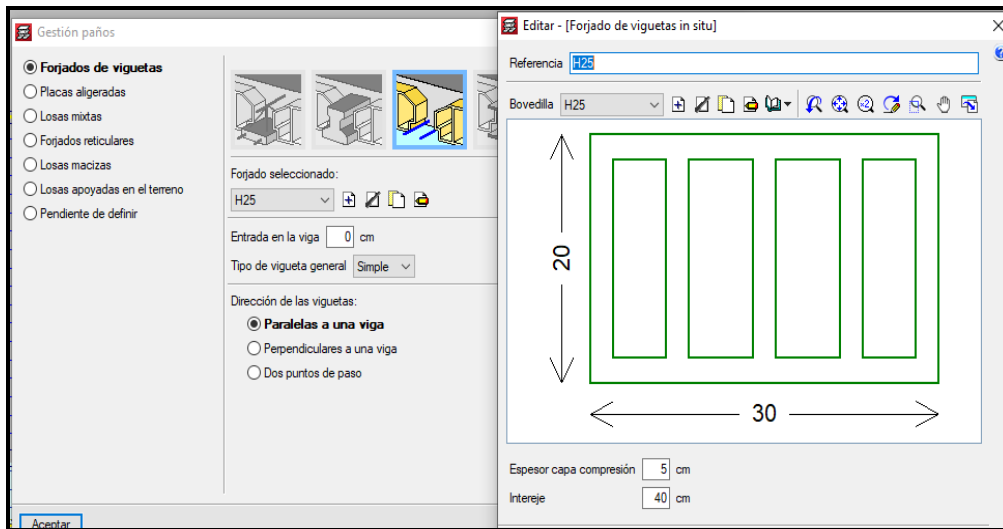 Gestión paños
Forjados de viguetas
Placas aligeradas
Losas mixtas
Forjados reticulares
Losas macizas
Losas apoyadas en el terreno
Pendiente de definir
Forjado seleccionado:
H25
Entrada en la viga 0 cm
Tipo de vigueta general Simple
Dirección de las viguetas:
Paralelas a una viga
Perpendiculares a una viga
Dos puntos de paso
Aceptar
Editar - [Forjado de viguetas in situ]
Referencia H25
Bovedilla H25
20
30
Espesor capa compresión 5 cm
Intereje 40 cm